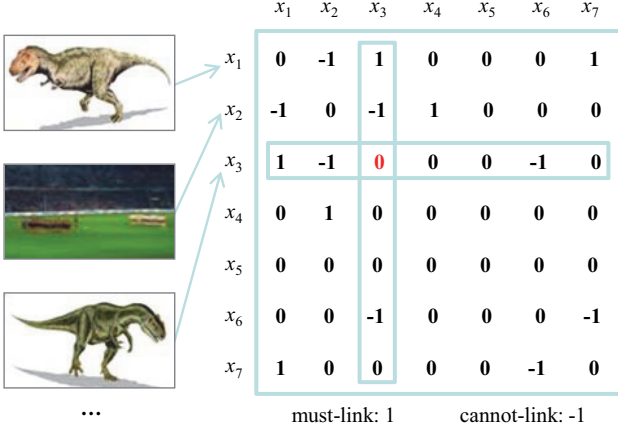 x1 x2 x3 x4 x5 x6 x7
x1 0 -1 1 0 0 0 1
x2 -1 0 -1 1 0 0 0
x3 1 -1 0 0 0 -1 0
x4 0 1 0 0 0 0 0
x5 0 0 0 0 0 0 0
x6 0 0 -1 0 0 0 -1
x7 1 0 0 0 0 -1 0
... must-link: 1 cannot-link: -1